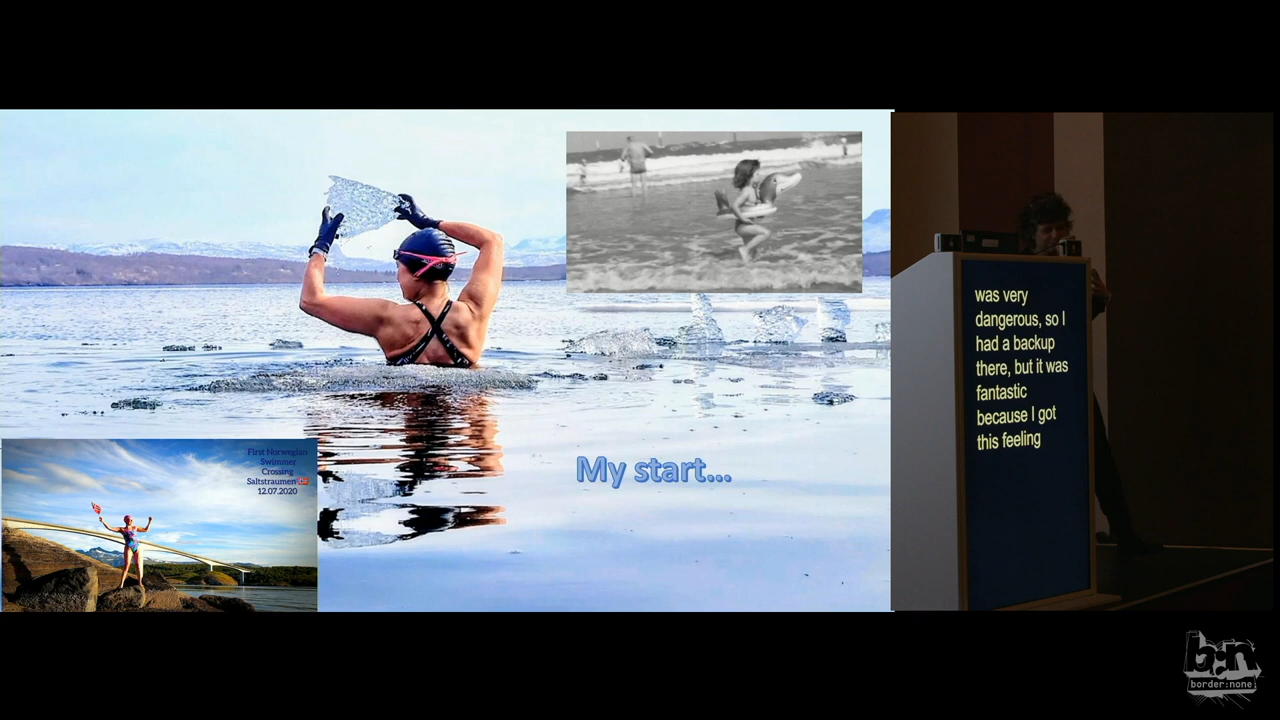 First Norwegian
Swimmer
Crossing
Saltstraumen
12.07.2020
My start...
was very
dangerous, so I
had a backup
there, but it was
fantastic
because I got
this feeling
b:n
border:none